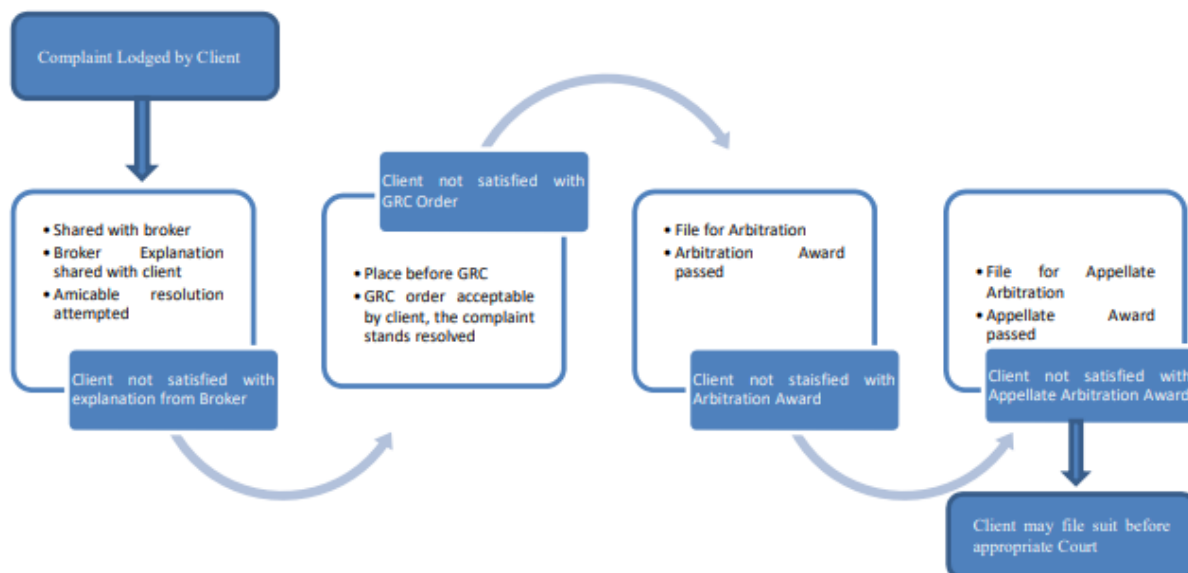 Complaint Lodged by Client
• Shared with broker
• Broker Explanation
shared with client
• Amicable resolution
attempted
Client not satisfied with
explanation from Broker
Client not satisfied with
GRC Order
• Place before GRC
• GRC order acceptable
by client, the complaint
stands resolved
• File for Arbitration
• Arbitration Award
passed
Client not staisfied with
Arbitration Award
• File for Appellate
Arbitration
• Appellate Award
passed
Client not satisfied with
Appellate Arbitration Award
Client may file suit before
appropriate Court